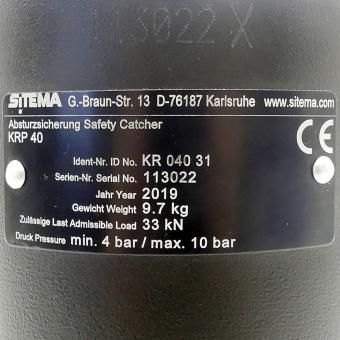 113022 X
SITEMA G.-Braun-Str. 13 D-76187 Karlsruhe www.sitema.com
Absturzsicherung Safety Catcher
KRP 40
CE
Ident-Nr. ID No. KR 040 31
Serien-Nr. Serial No. 113022
Jahr Year 2019
Gewicht Weight 9.7 kg
Zulässige Last Admissible Load 33 kN
Druck Pressure min. 4 bar / max. 10 bar